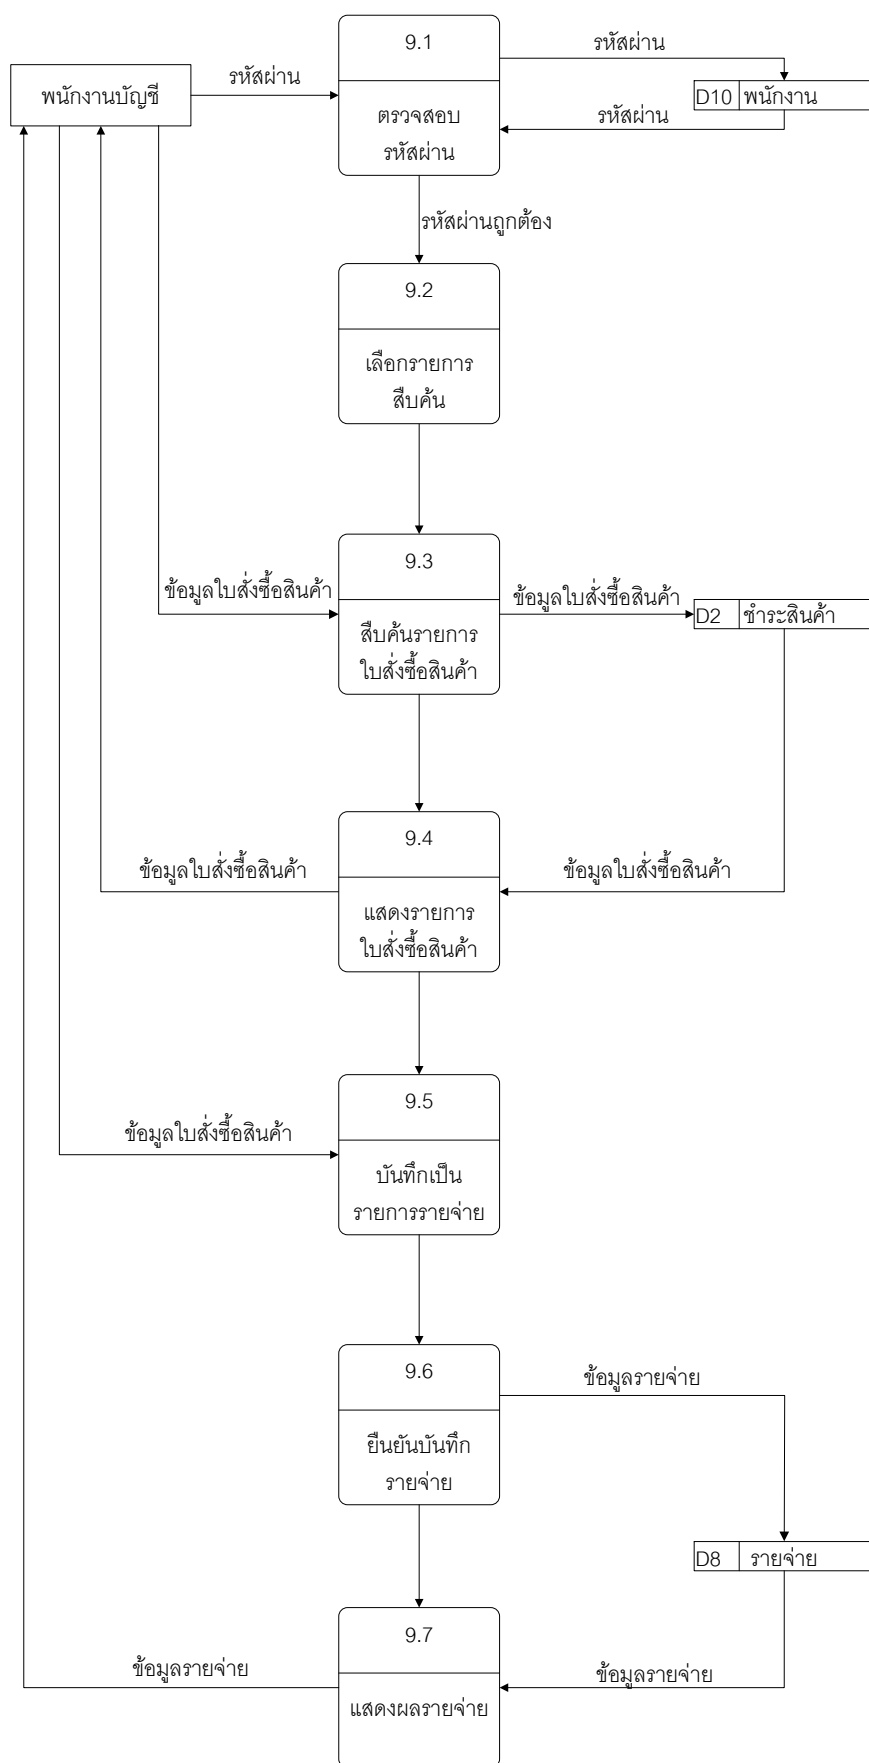 9.1
รหัสผ่าน
พนักงานบัญชี
รหัสผ่าน
D10 พนักงาน
ตรวจสอบ
รหัสผ่าน
รหัสผ่าน
รหัสผ่านถูกต้อง
9.2
เลือกรายการ
สืบค้น
9.3
ข้อมูลใบสั่งซื้อสินค้า
ข้อมูลใบสั่งซื้อสินค้า
D2 ชำระสินค้า
สืบค้นรายการ
ใบสั่งซื้อสินค้า
9.4
ข้อมูลใบสั่งซื้อสินค้า
ข้อมูลใบสั่งซื้อสินค้า
แสดงรายการ
ใบสั่งซื้อสินค้า
9.5
ข้อมูลใบสั่งซื้อสินค้า
บันทึกเป็น
รายการรายจ่าย
9.6
ข้อมูลรายจ่าย
ยืนยันบันทึก
รายจ่าย
D8 รายจ่าย
9.7
ข้อมูลรายจ่าย
ข้อมูลรายจ่าย
แสดงผลรายจ่าย